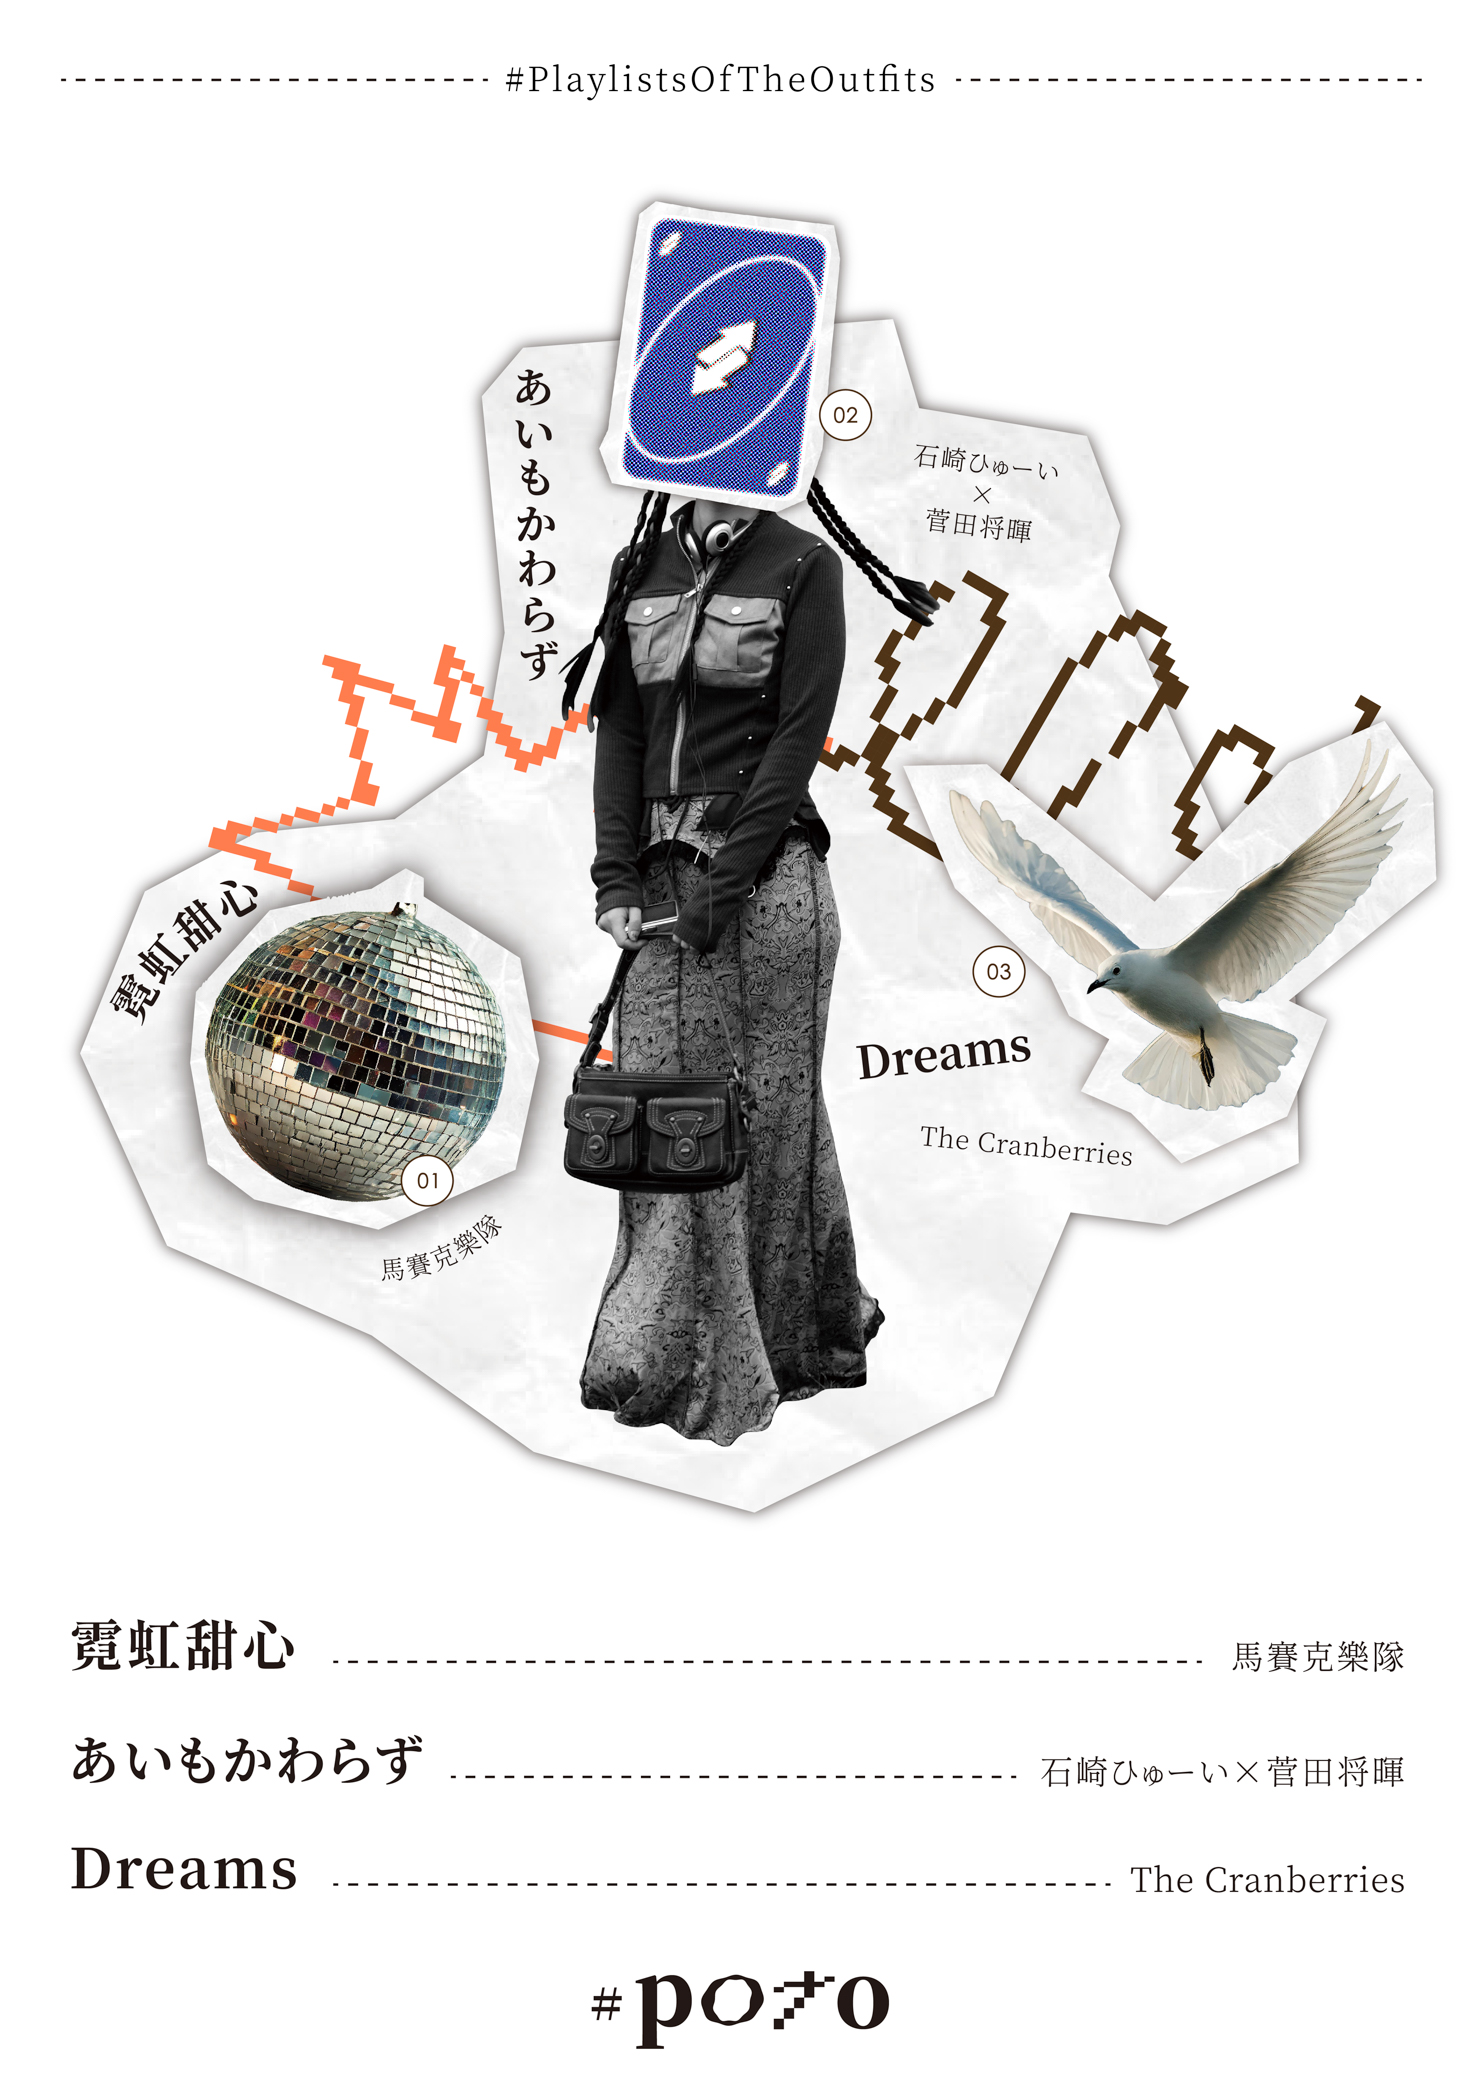 #PlaylistsOfTheOutfits
あいもかわらず
02
石崎ひゅーい
×
菅田将暉
霓虹甜心
01
馬賽克樂隊
03
Dreams
The Cranberries
霓虹甜心 馬賽克樂隊
あいもかわらず 石崎ひゅーい×菅田将暉
Dreams The Cranberries